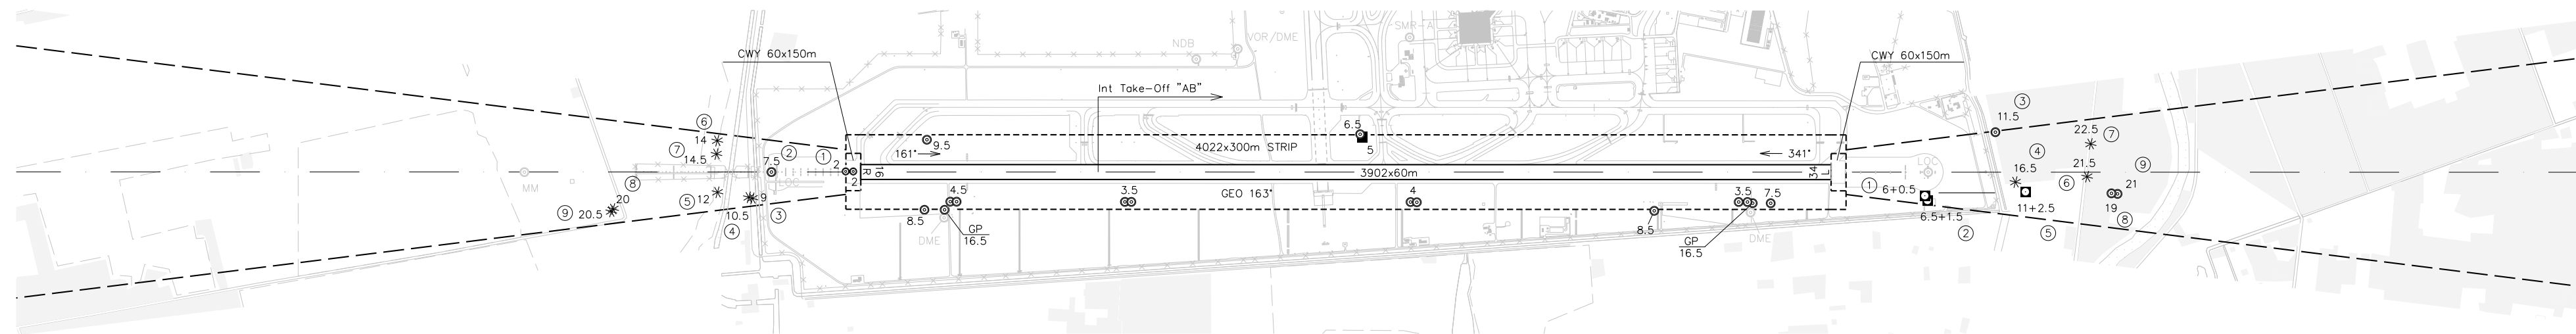 CWY 60x150m
NDB
VOR/DME
SMR-A
CWY 60x150m
Int Take-Off "AB"
11.5
③
⑥
14
⑦
14.5
②
①
7.5
2
2
9.5
161°
6.5
5
4022x300m STRIP
341°
22.5
⑦
④
16.5
21.5
⑨
⑥
MM
LOC
16
R
3902x60m
34
L
LOC
⑧
⑤
12
9
10.5
③
④
⑨
20.5
20
4.5
3.5
GEO 163°
4
3.5
7.5
①
6+0.5
6.5+1.5
②
11+2.5
⑤
21
19
⑧
8.5
DME
GP
16.5
8.5
GP
16.5
DME